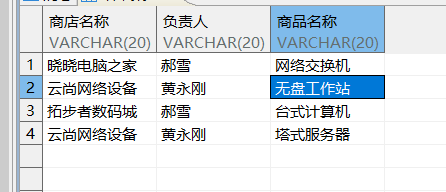 商店名称 负责人 商品名称
VARCHAR(20) VARCHAR(20) VARCHAR(20)
1 晓晓电脑之家 郝雪 网络交换机
2 云尚网络设备 黄永刚 无盘工作站
3 拓步者数码城 郝雪 台式计算机
4 云尚网络设备 黄永刚 塔式服务器